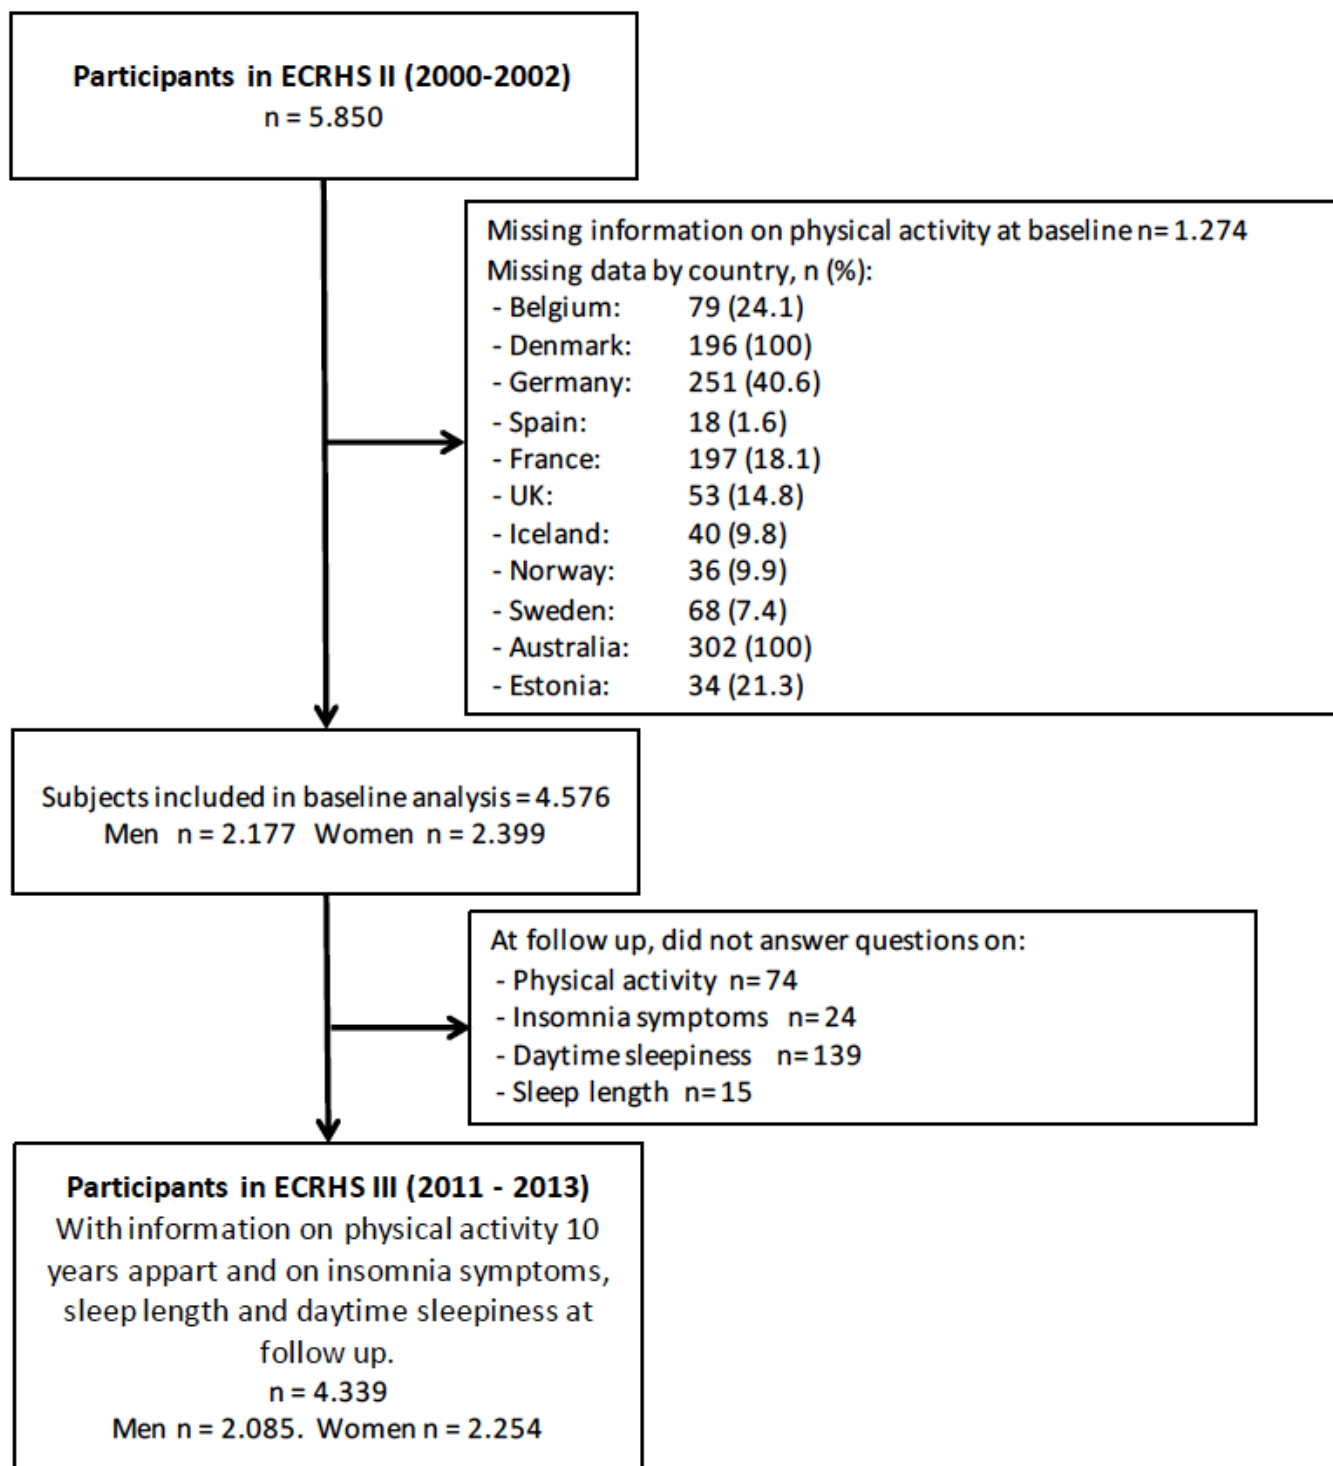 Participants in ECRHS II (2000-2002)
n = 5.850
Missing information on physical activity at baseline n= 1.274
Missing data by country, n (%):
- Belgium: 79 (24.1)
- Denmark: 196 (100)
- Germany: 251 (40.6)
- Spain: 18 (1.6)
- France: 197 (18.1)
- UK: 53 (14.8)
- Iceland: 40 (9.8)
- Norway: 36 (9.9)
- Sweden: 68 (7.4)
- Australia: 302 (100)
- Estonia: 34 (21.3)
Subjects included in baseline analysis = 4.576
Men n = 2.177 Women n = 2.399
At follow up, did not answer questions on:
- Physical activity n= 74
- Insomnia symptoms n= 24
- Daytime sleepiness n= 139
- Sleep length n= 15
Participants in ECRHS III (2011 - 2013)
With information on physical activity 10
years appart and on insomnia symptoms,
sleep length and daytime sleepiness at
follow up.
n = 4.339
Men n = 2.085. Women n = 2.254